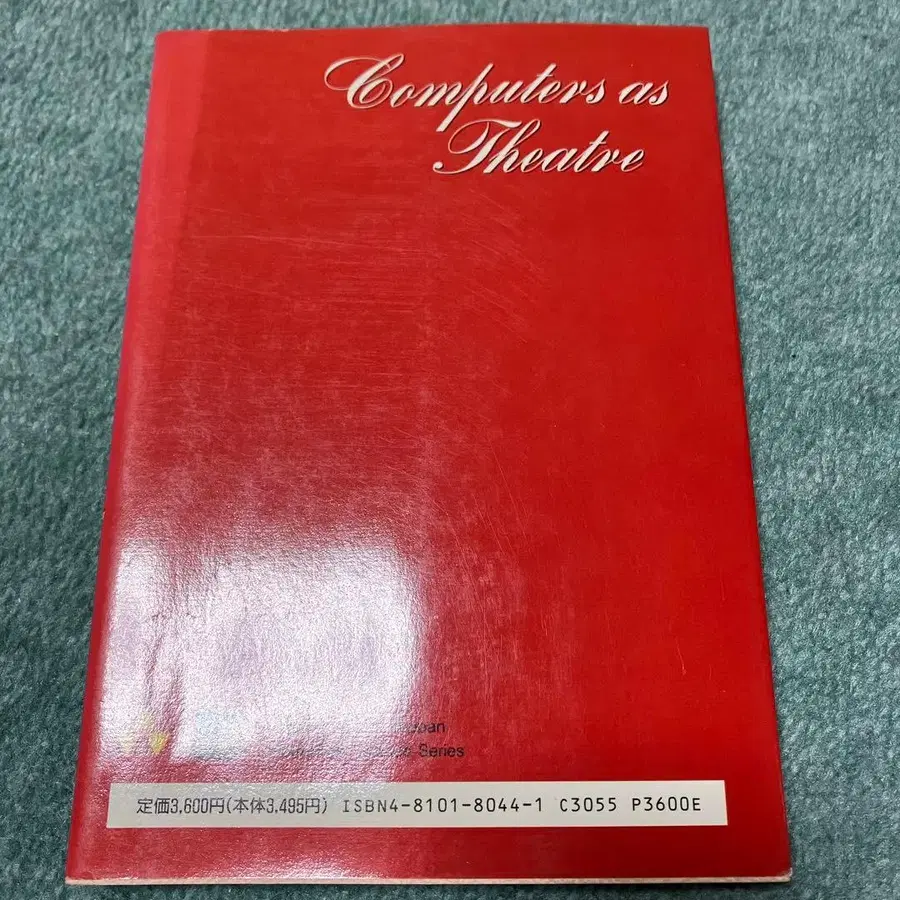 Computers as
Theatre
Series
定価3,600円(本体3,495円) ISBN4-8101-8044-1 C3055 P3600E